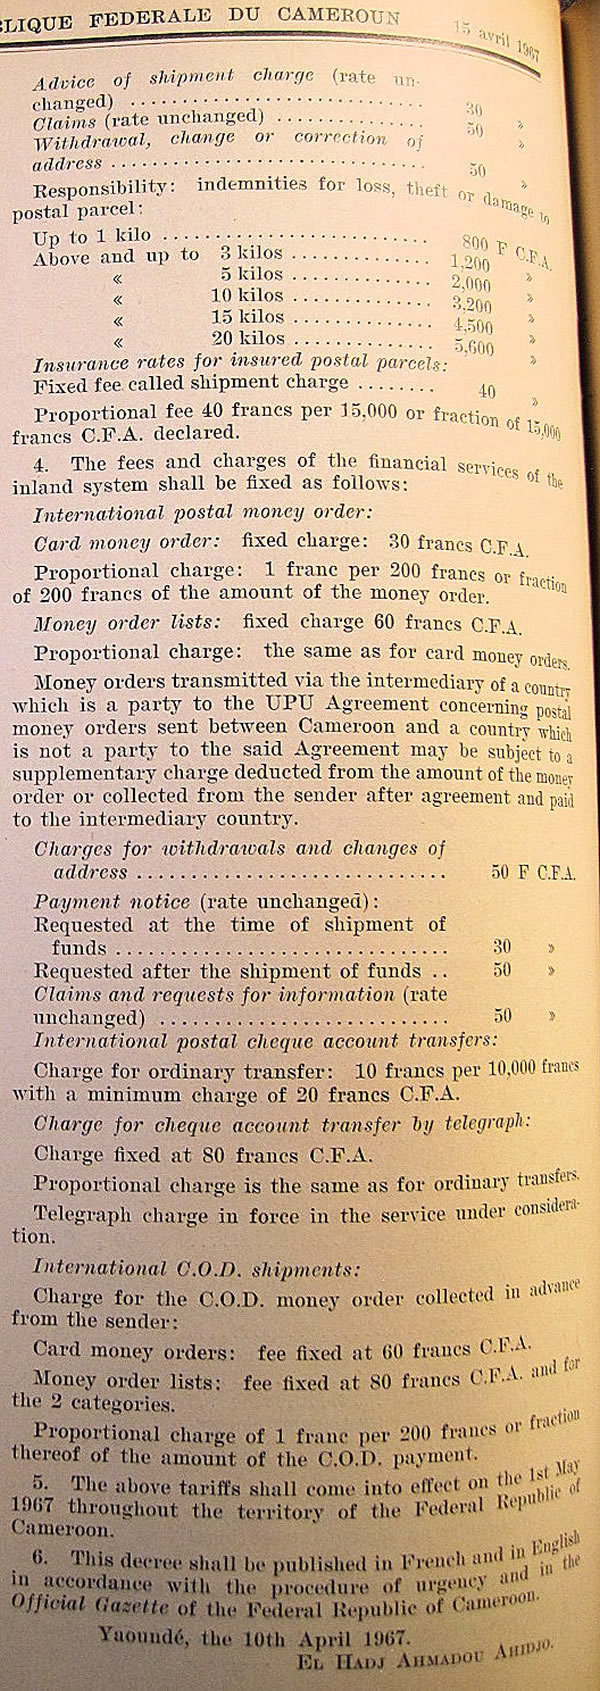 BLIQUE FEDERALE DU CAMEROUN 15 avril 1967
Advice of shipment charge (rate un-
changed) .............................. 30 »
Claims (rate unchanged) ............... 50 »
Withdrawal, change or correction of
address ............................... 50 »
Responsibility: indemnities for loss, theft or damage to
postal parcel:
Up to 1 kilo .......................... 800 F C.F.A.
Above and up to 3 kilos .............. 1,200 »
« 5 kilos .............. 2,000 »
« 10 kilos .............. 3,200 »
« 15 kilos .............. 4,500 »
« 20 kilos .............. 5,600 »
Insurance rates for insured postal parcels:
Fixed fee called shipment charge ........ 40 »
Proportional fee 40 francs per 15,000 or fraction of 15,000
francs C.F.A. declared.
4. The fees and charges of the financial services of the
inland system shall be fixed as follows:
International postal money order:
Card money order: fixed charge: 30 francs C.F.A.
Proportional charge: 1 franc per 200 francs or fraction
of 200 francs of the amount of the money order.
Money order lists: fixed charge 60 francs C.F.A.
Proportional charge: the same as for card money orders.
Money orders transmitted via the intermediary of a country
which is a party to the UPU Agreement concerning postal
money orders sent between Cameroon and a country which
is not a party to the said Agreement may be subject to a
supplementary charge deducted from the amount of the money
order or collected from the sender after agreement and paid
to the intermediary country.
Charges for withdrawals and changes of
address .............................. 50 F C.F.A.
Payment notice (rate unchanged):
Requested at the time of shipment of
funds ................................ 30 »
Requested after the shipment of funds .. 50 »
Claims and requests for information (rate
unchanged) ........................... 50 »
International postal cheque account transfers:
Charge for ordinary transfer: 10 francs per 10,000 francs
with a minimum charge of 20 francs C.F.A.
Charge for cheque account transfer by telegraph:
Charge fixed at 80 francs C.F.A.
Proportional charge is the same as for ordinary transfers.
Telegraph charge in force in the service under considera-
tion.
International C.O.D. shipments:
Charge for the C.O.D. money order collected in advance
from the sender:
Card money orders: fee fixed at 60 francs C.F.A.
Money order lists: fee fixed at 80 francs C.F.A. and for
the 2 categories.
Proportional charge of 1 franc per 200 francs or fraction
thereof of the amount of the C.O.D. payment.
5. The above tariffs shall come into effect on the 1st May
1967 throughout the territory of the Federal Republic of
Cameroon.
6. This decree shall be published in French and in English
in accordance with the procedure of urgency and in the
Official Gazette of the Federal Republic of Cameroon.
Yaoundé, the 10th April 1967.
EL HADJ AHMADOU AHIDJO.